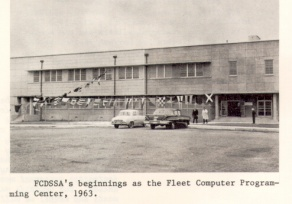 FCDSSA's beginnings as the Fleet Computer Program-
ming Center, 1963.